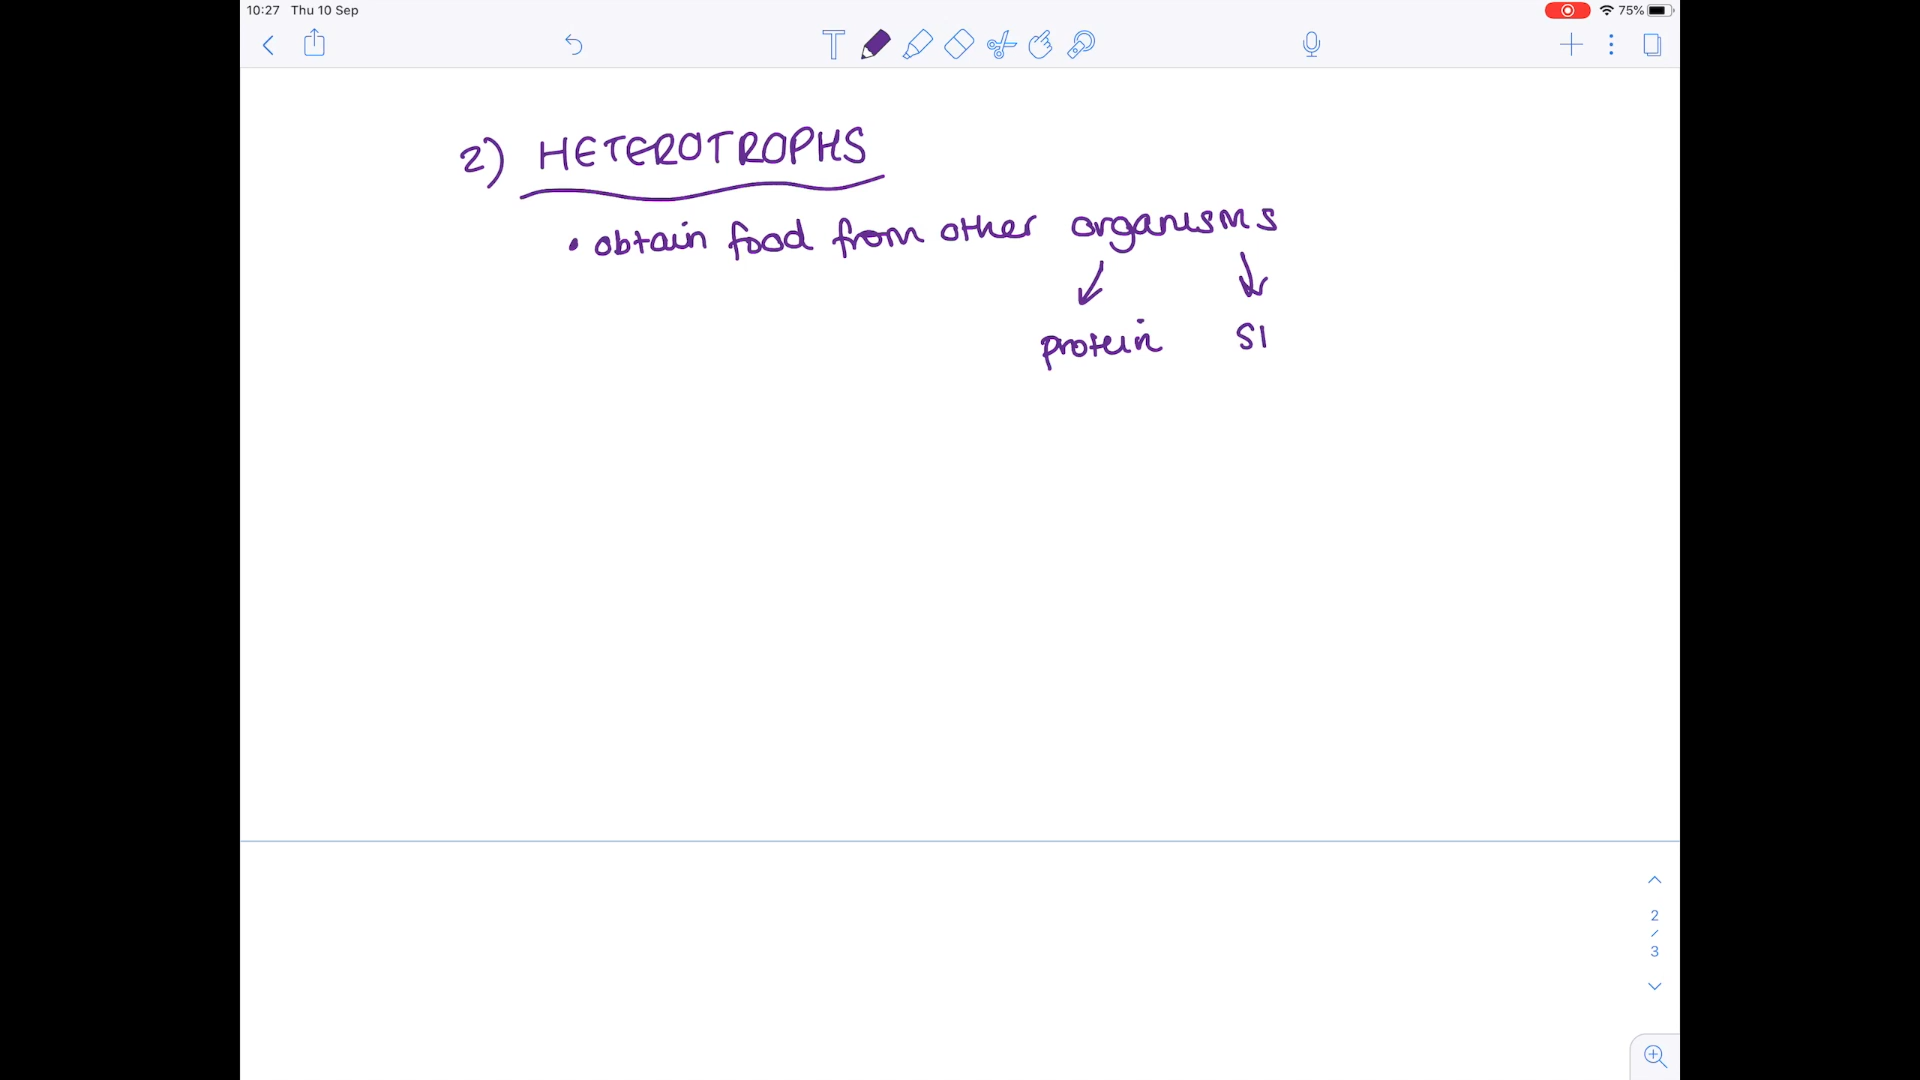 10:27 Thu 10 Sep 75%
T
2) HETEROTROPHS
• obtain food from other organisms
protein SI
2
/
3